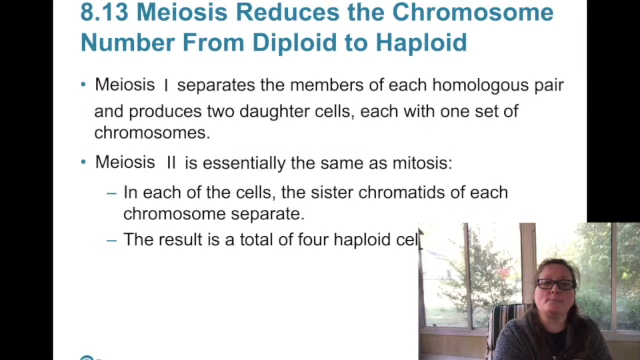 8.13 Meiosis Reduces the Chromosome
Number From Diploid to Haploid
• Meiosis I separates the members of each homologous pair
and produces two daughter cells, each with one set of
chromosomes.
• Meiosis II is essentially the same as mitosis:
– In each of the cells, the sister chromatids of each
chromosome separate.
– The result is a total of four haploid cel